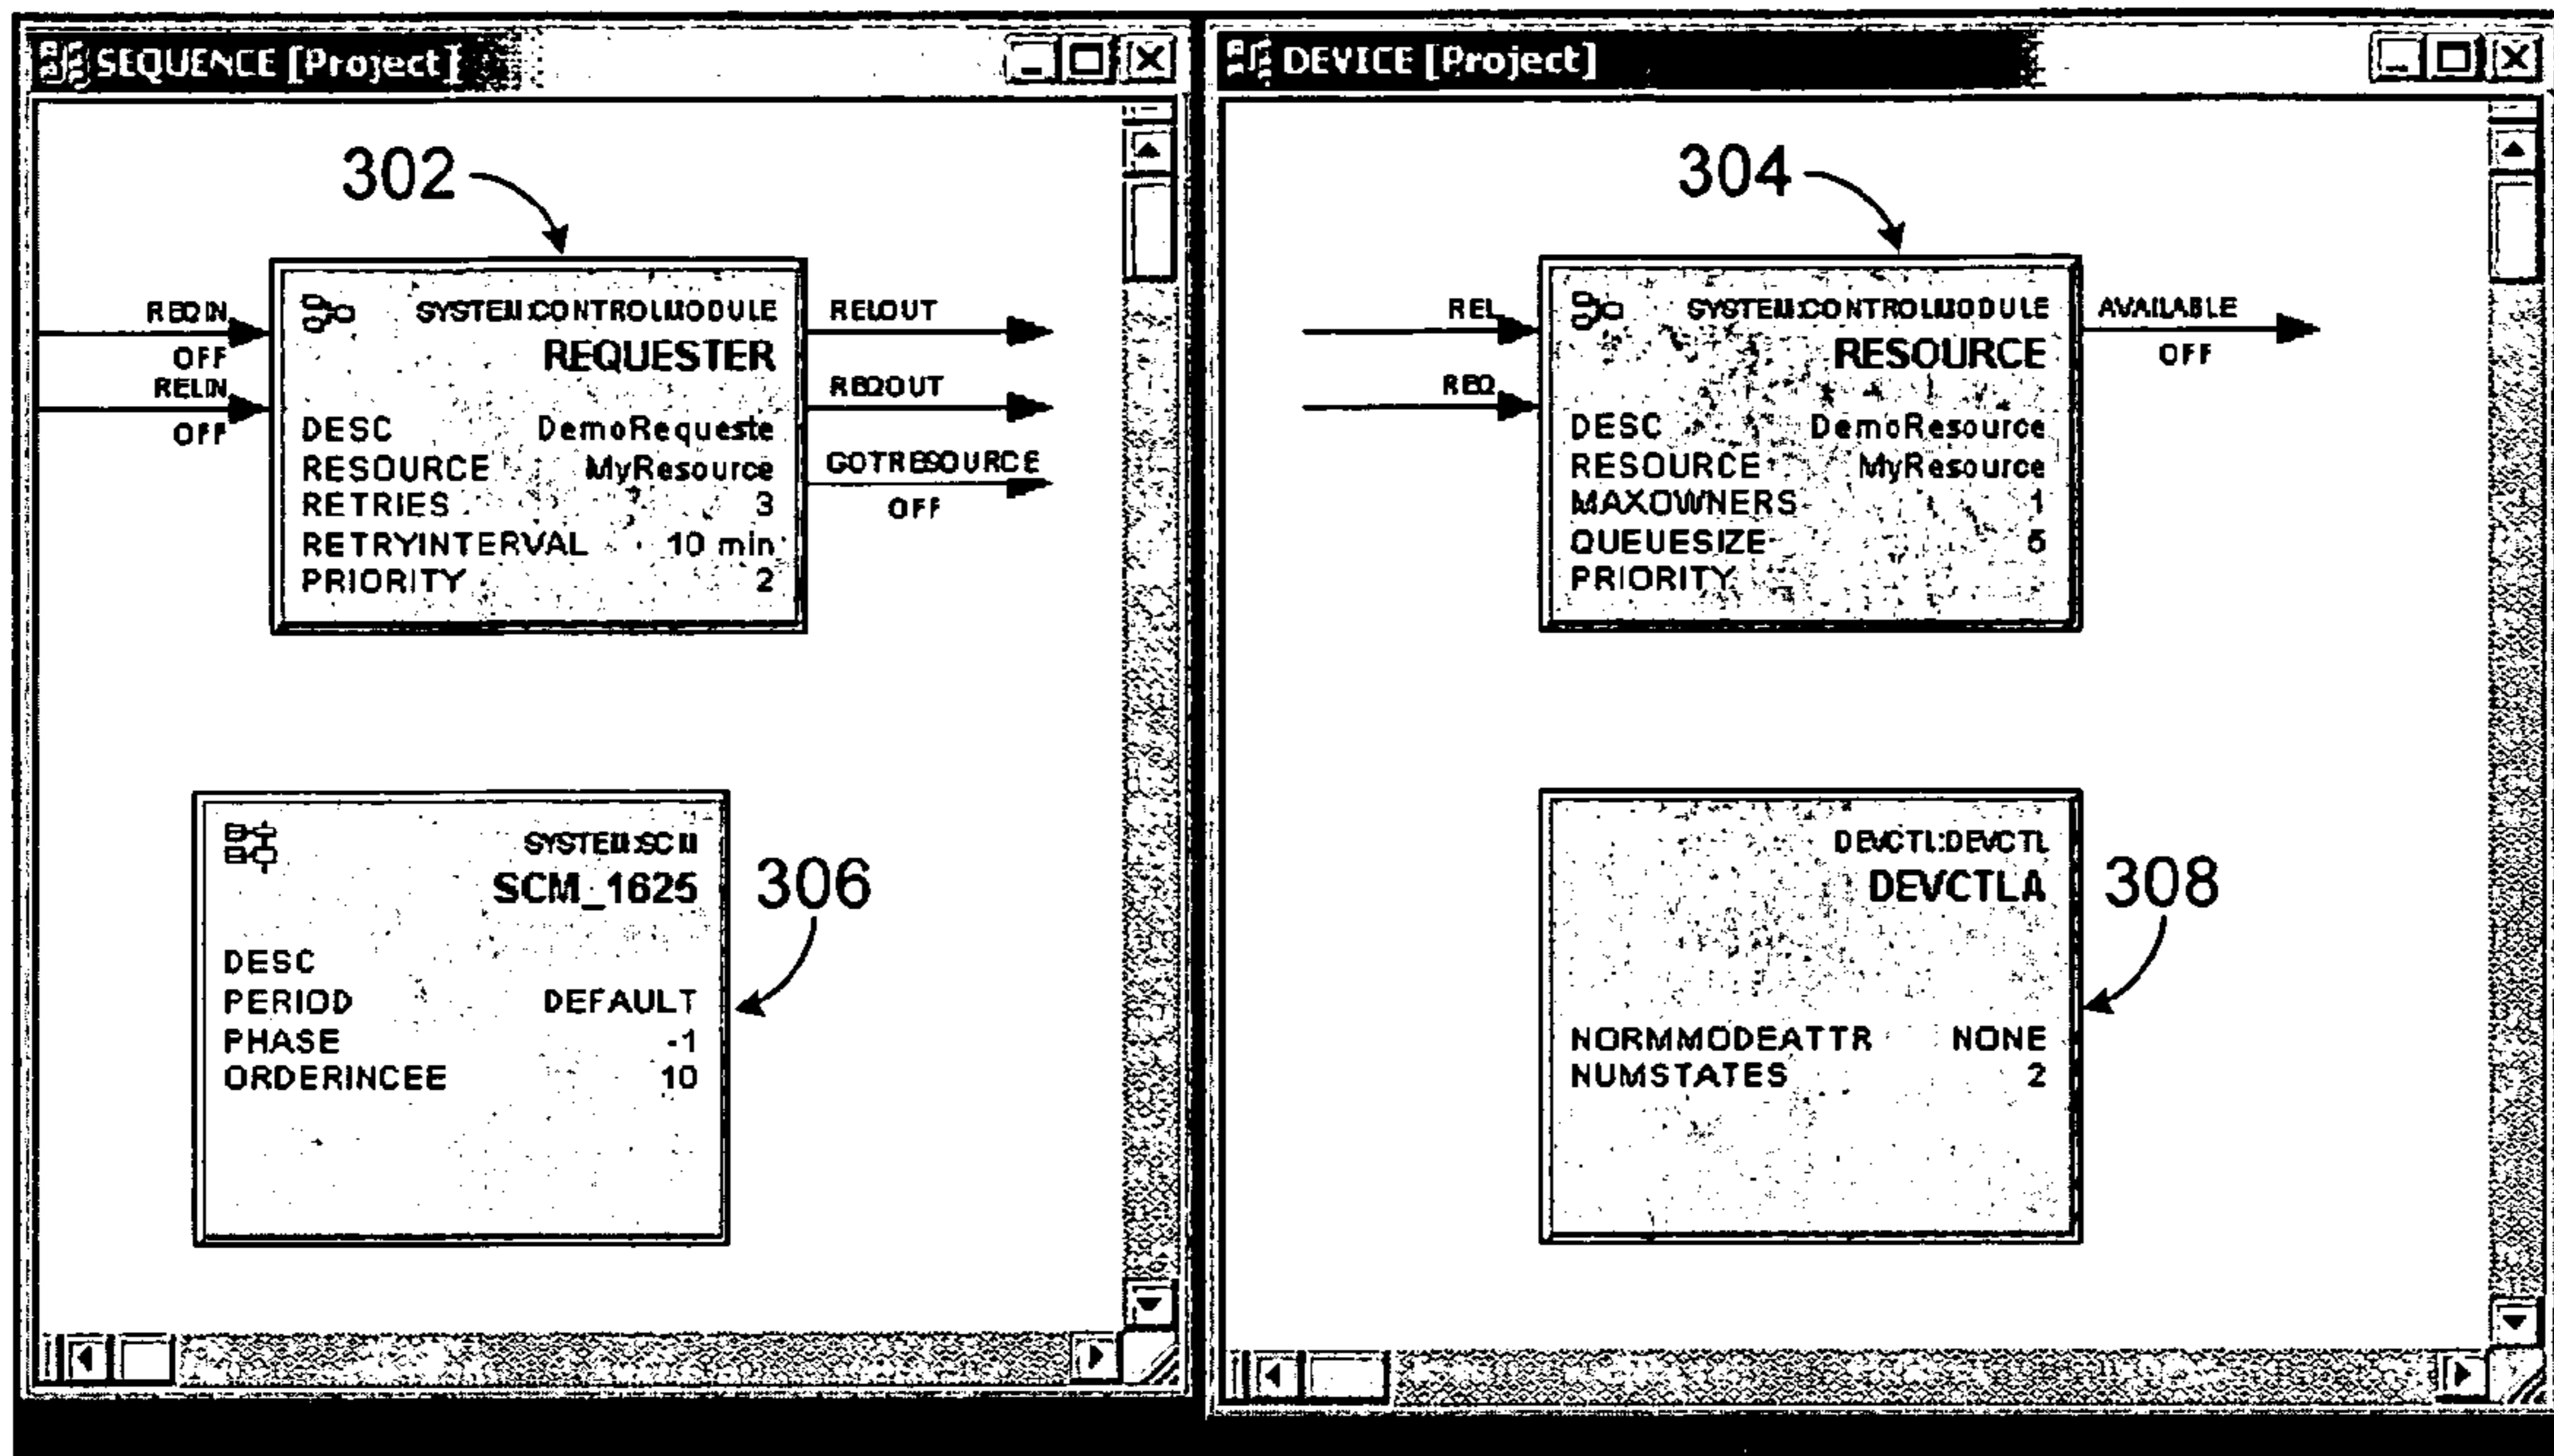 SEQUENCE [Project]
302
REQIN
OFF
RELIN
OFF
SYSTEM:CONTROLMODULE
REQUESTER
DESC DemoRequeste
RESOURCE MyResource
RETRIES 3
RETRYINTERVAL 10 min
PRIORITY 2
RELOUT
REQOUT
GOTRESOURCE
OFF
SYSTEM:SCM
SCM_1625
DESC
PERIOD DEFAULT
PHASE -1
ORDERINCEE 10
306
DEVICE [Project]
304
REL
REQ
SYSTEM:CONTROLMODULE
RESOURCE
DESC DemoResource
RESOURCE MyResource
MAXOWNERS 1
QUEUESIZE 5
PRIORITY
AVAILABLE
OFF
DEVCTL:DEVCTL
DEVCTLA
NORMMODEATTR NONE
NUMSTATES 2
308